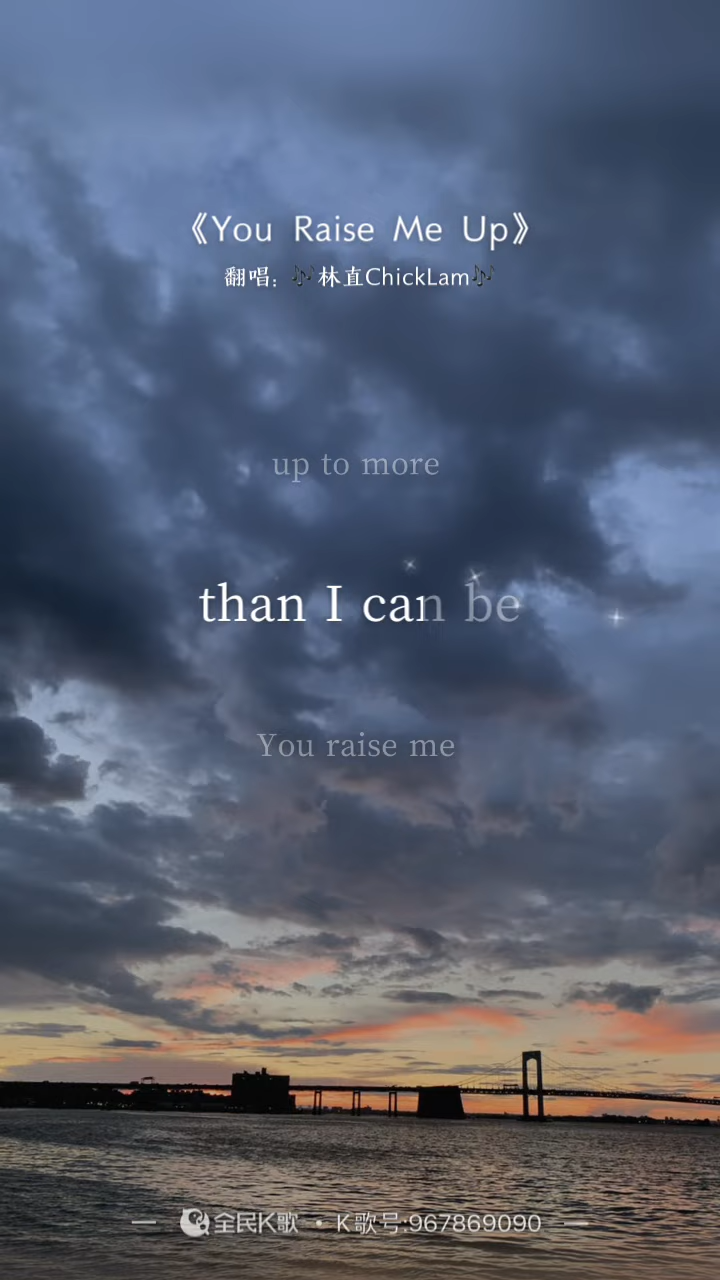 《You Raise Me Up》
翻唱：🎶林直ChickLam🎶
up to more
than I can be
You raise me
全民K歌 • K歌号:967869090